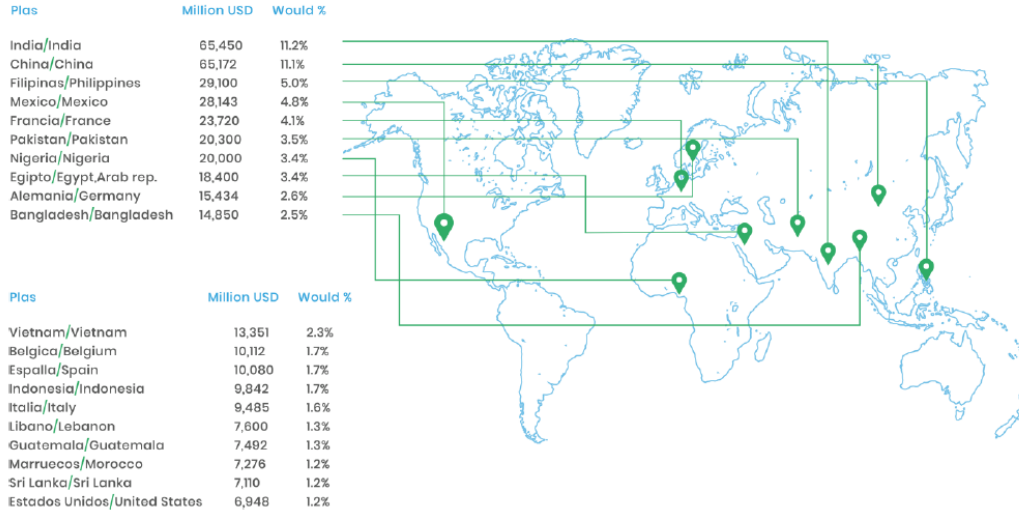 Plas Million USD Would %
India/India 65,450 11.2%
China/China 65,172 11.1%
Filipinas/Philippines 29,100 5.0%
Mexico/Mexico 28,143 4.8%
Francia/France 23,720 4.1%
Pakistan/Pakistan 20,300 3.5%
Nigeria/Nigeria 20,000 3.4%
Egipto/Egypt,Arab rep. 18,400 3.4%
Alemania/Germany 15,434 2.6%
Bangladesh/Bangladesh 14,850 2.5%
Plas Million USD Would %
Vietnam/Vietnam 13,351 2.3%
Belgica/Belgium 10,112 1.7%
Espalla/Spain 10,080 1.7%
Indonesia/Indonesia 9,842 1.7%
Italia/Italy 9,485 1.6%
Libano/Lebanon 7,600 1.3%
Guatemala/Guatemala 7,492 1.3%
Marruecos/Morocco 7,276 1.2%
Sri Lanka/Sri Lanka 7,110 1.2%
Estados Unidos/United States 6,948 1.2%